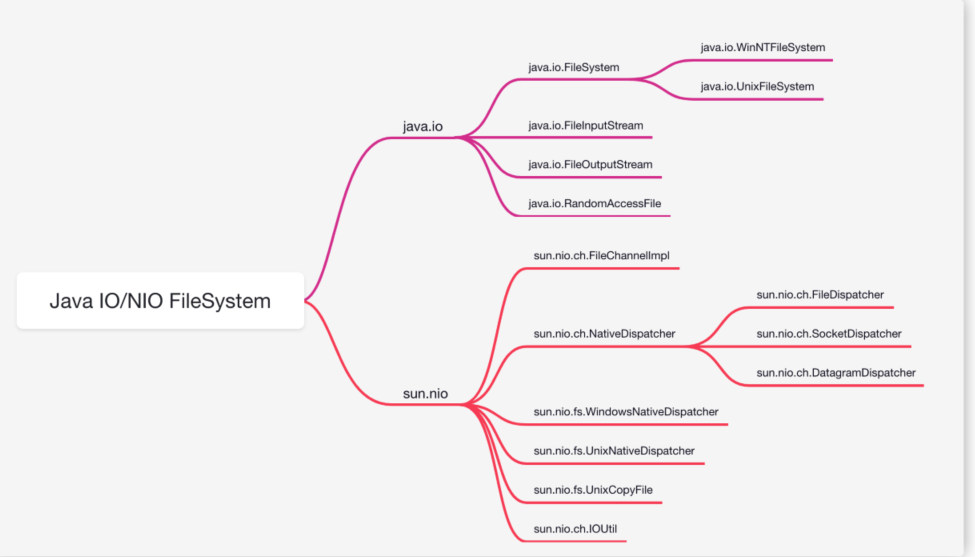 Java IO/NIO FileSystem
java.io
java.io.FileSystem
java.io.WinNTFileSystem
java.io.UnixFileSystem
java.io.FileInputStream
java.io.FileOutputStream
java.io.RandomAccessFile
sun.nio
sun.nio.ch.FileChannelImpl
sun.nio.ch.NativeDispatcher
sun.nio.ch.FileDispatcher
sun.nio.ch.SocketDispatcher
sun.nio.ch.DatagramDispatcher
sun.nio.fs.WindowsNativeDispatcher
sun.nio.fs.UnixNativeDispatcher
sun.nio.fs.UnixCopyFile
sun.nio.ch.IOUtil